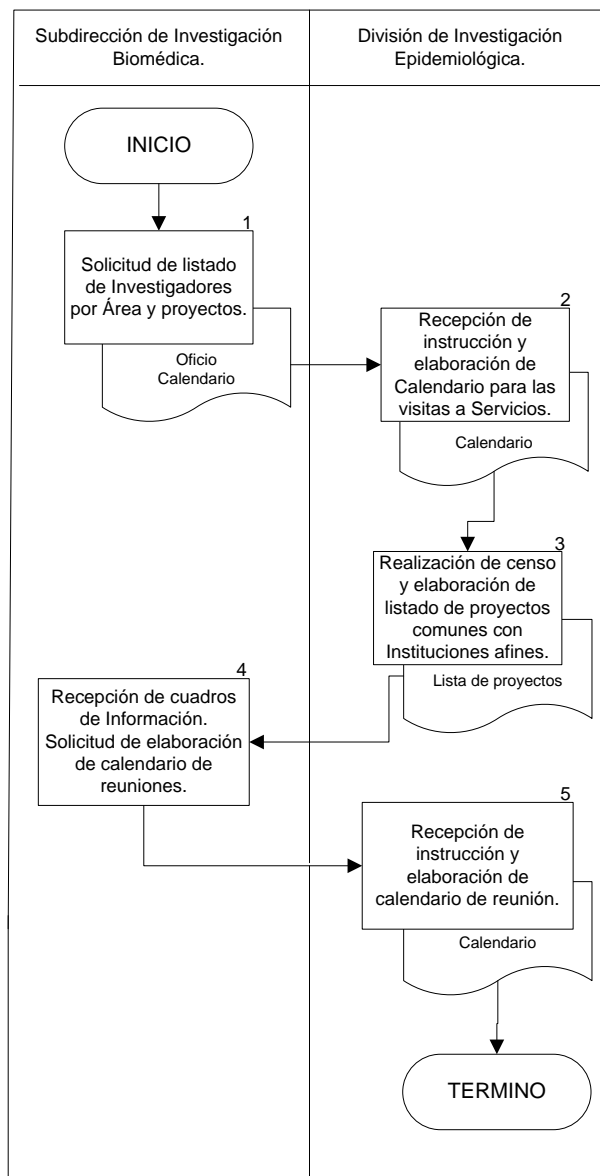 Subdirección de Investigación
Biomédica.
División de Investigación
Epidemiológica.
INICIO
1
Solicitud de listado
de Investigadores
por Área y proyectos.
Oficio
Calendario
2
Recepción de
instrucción y
elaboración de
Calendario para las
visitas a Servicios.
Calendario
3
Realización de censo
y elaboración de
listado de proyectos
comunes con
Instituciones afines.
Lista de proyectos
4
Recepción de cuadros
de Información.
Solicitud de elaboración
de calendario de
reuniones.
5
Recepción de
instrucción y
elaboración de
calendario de reunión.
Calendario
TERMINO